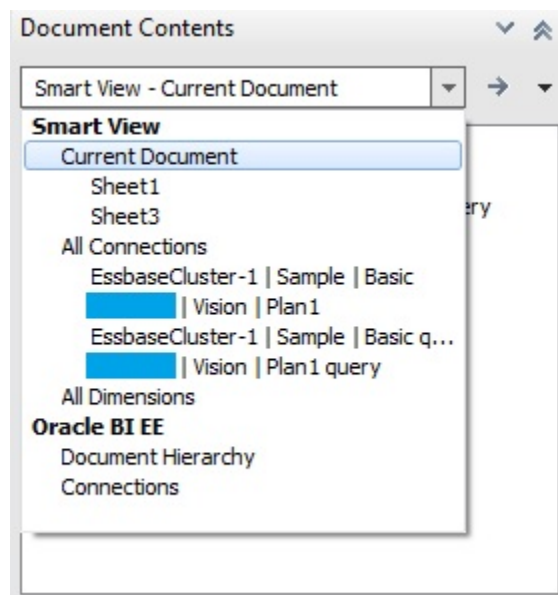 Document Contents
Smart View - Current Document
Smart View
Current Document
Sheet1
Sheet3
ery
All Connections
EssbaseCluster-1 | Sample | Basic
| Vision | Plan1
EssbaseCluster-1 | Sample | Basic q...
| Vision | Plan1 query
All Dimensions
Oracle BI EE
Document Hierarchy
Connections